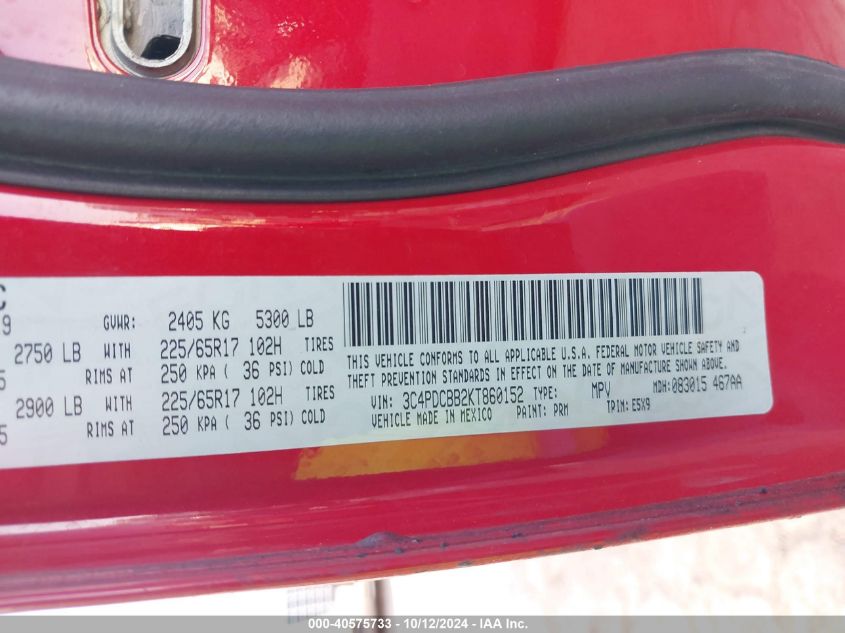 C
9 GVWR: 2405 KG 5300 LB
2750 LB WITH 225/65R17 102H TIRES
5 RIMS AT 250 KPA ( 36 PSI) COLD
2900 LB WITH 225/65R17 102H TIRES
5 RIMS AT 250 KPA ( 36 PSI) COLD
THIS VEHICLE CONFORMS TO ALL APPLICABLE U.S.A. FEDERAL MOTOR VEHICLE SAFETY AND
THEFT PREVENTION STANDARDS IN EFFECT ON THE DATE OF MANUFACTURE SHOWN ABOVE.
VIN: 3C4PDCBB2KT860152 TYPE: MPV MDH: 083015 467AA
VEHICLE MADE IN MEXICO PAINT: PRM TPIN: E5X9
000-40575733 - 10/12/2024 - IAA Inc.